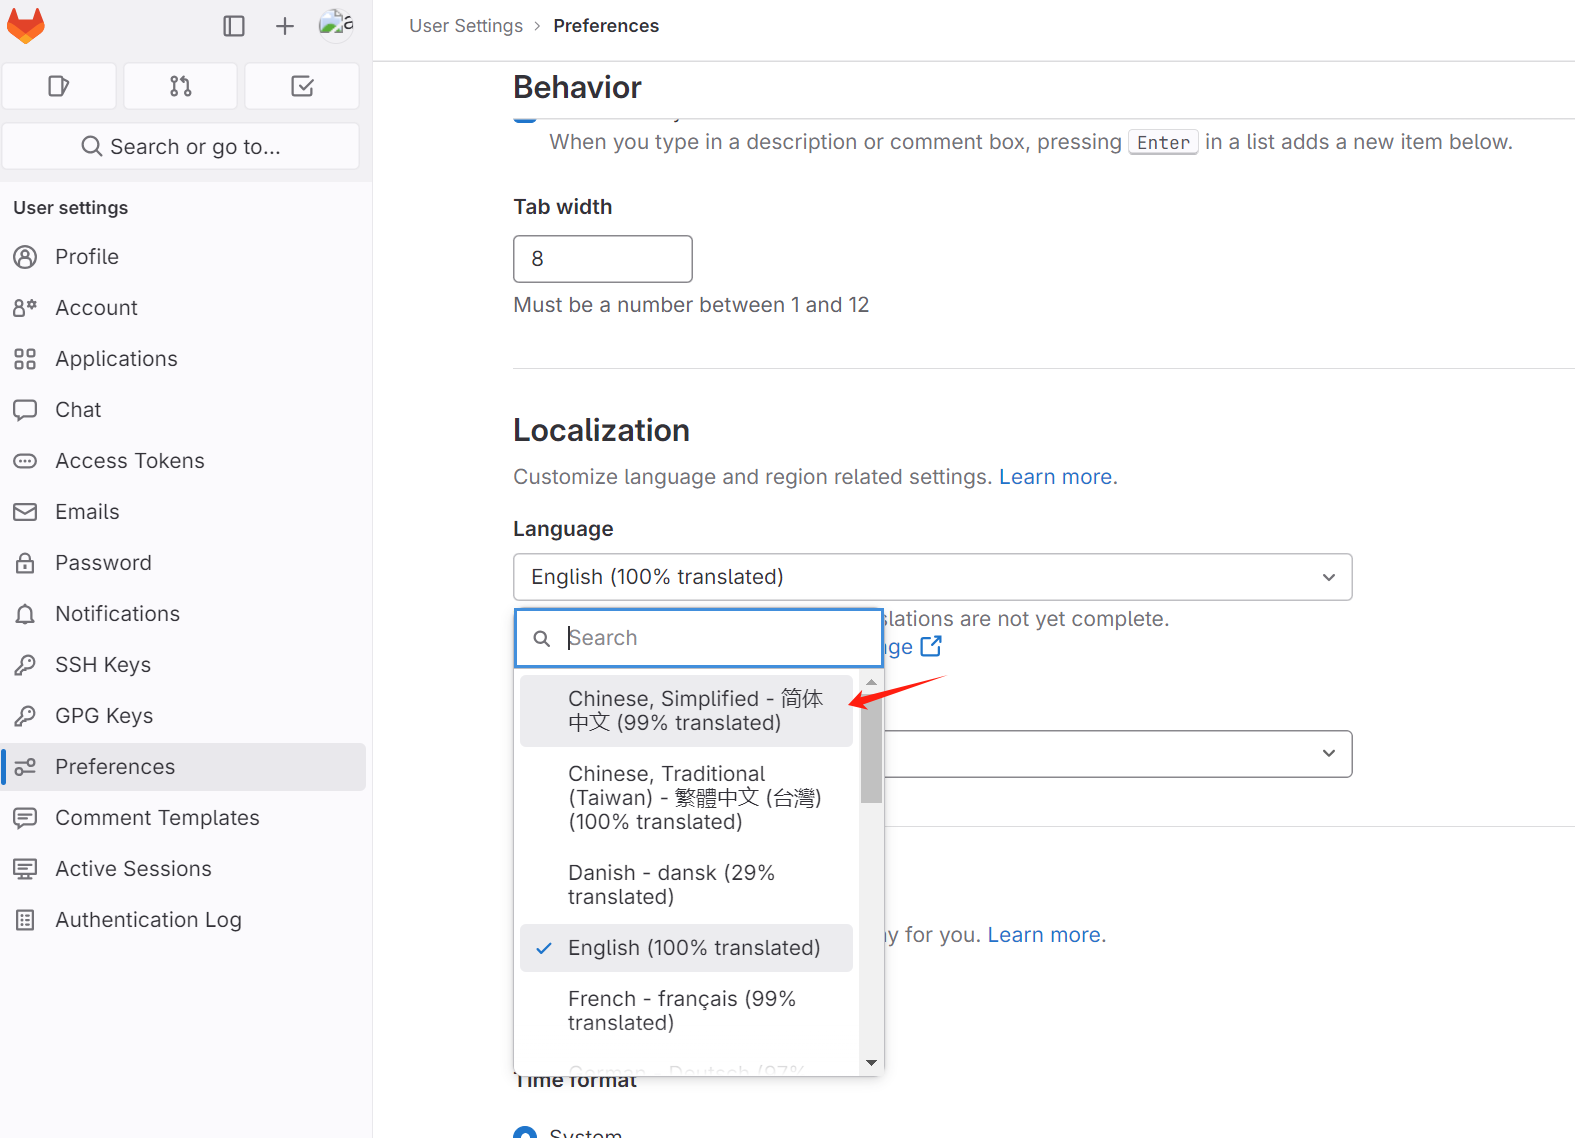 a
User Settings › Preferences
Search or go to...
User settings
Profile
Account
Applications
Chat
Access Tokens
Emails
Password
Notifications
SSH Keys
GPG Keys
Preferences
Comment Templates
Active Sessions
Authentication Log
Behavior
When you type in a description or comment box, pressing Enter in a list adds a new item below.
Tab width
8
Must be a number between 1 and 12
Localization
Customize language and region related settings. Learn more.
Language
English (100% translated)
are not yet complete.
Search
Chinese, Simplified - 简体
中文 (99% translated)
Chinese, Traditional
(Taiwan) - 繁體中文 (台灣)
(100% translated)
Danish - dansk (29%
translated)
English (100% translated)
for you. Learn more.
French - français (99%
translated)
German - Deutsch (97%
Time format
System